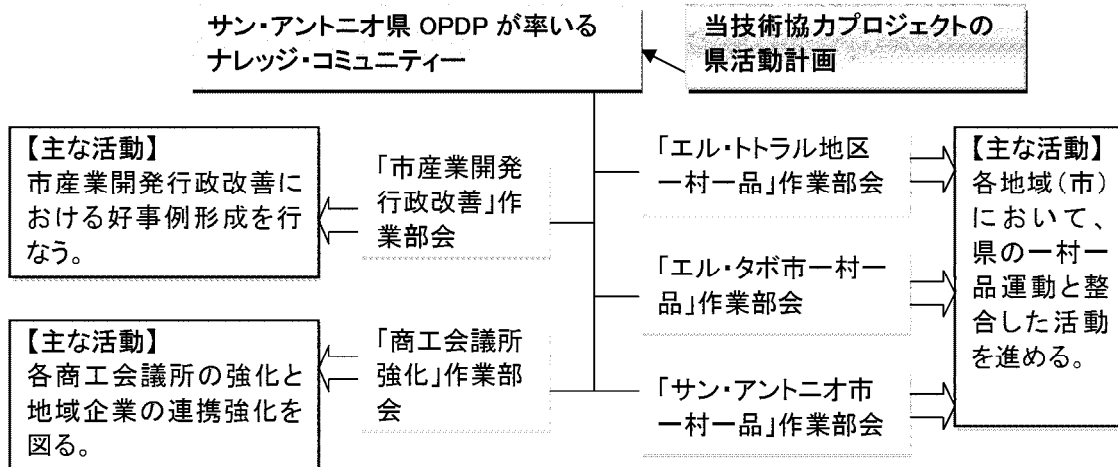 サン・アントニオ県 OPDP が率いる
ナレッジ・コミュニティー
当技術協力プロジェクトの
県活動計画
【主な活動】
市産業開発行政改善に
おける好事例形成を行
なう。
「市産業開発
行政改善」作
業部会
「エル・トトラル地区
一村一品」作業部会
【主な活動】
各地域（市）
において、
県の一村一
品運動と整
合した活動
を進める。
「エル・タボ市一村一
品」作業部会
【主な活動】
各商工会議所の強化と
地域企業の連携強化を
図る。
「商工会議所
強化」作業部
会
「サン・アントニオ市
一村一品」作業部会